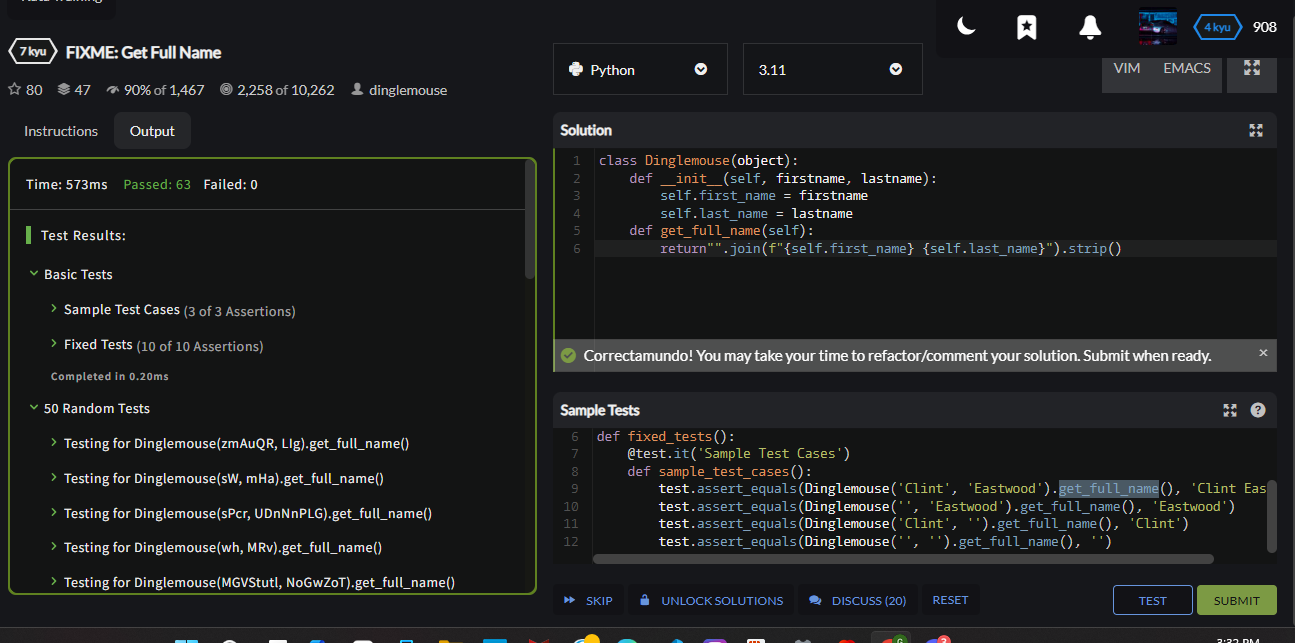 7 kyu FIXME: Get Full Name
80 47 90% of 1,467 2,258 of 10,262 dinglemouse
Instructions Output
Time: 573ms Passed: 63 Failed: 0
Test Results:
Basic Tests
Sample Test Cases (3 of 3 Assertions)
Fixed Tests (10 of 10 Assertions)
Completed in 0.20ms
50 Random Tests
Testing for Dinglemouse(zmAuQR, LIg).get_full_name()
Testing for Dinglemouse(sW, mHa).get_full_name()
Testing for Dinglemouse(sPcr, UDnNnPLG).get_full_name()
Testing for Dinglemouse(wh, MRv).get_full_name()
Testing for Dinglemouse(MGVStutl, NoGwZoT).get_full_name()
4 kyu 908
Python 3.11 VIM EMACS
Solution
1 class Dinglemouse(object):
2 def __init__(self, firstname, lastname):
3 self.first_name = firstname
4 self.last_name = lastname
5 def get_full_name(self):
6 return"".join(f"{self.first_name} {self.last_name}").strip()
Correctamundo! You may take your time to refactor/comment your solution. Submit when ready. ×
Sample Tests ?
6 def fixed_tests():
7 @test.it('Sample Test Cases')
8 def sample_test_cases():
9 test.assert_equals(Dinglemouse('Clint', 'Eastwood').get_full_name(), 'Clint Eas
10 test.assert_equals(Dinglemouse('', 'Eastwood').get_full_name(), 'Eastwood')
11 test.assert_equals(Dinglemouse('Clint', '').get_full_name(), 'Clint')
12 test.assert_equals(Dinglemouse('', '').get_full_name(), '')
SKIP UNLOCK SOLUTIONS DISCUSS (20) RESET TEST SUBMIT